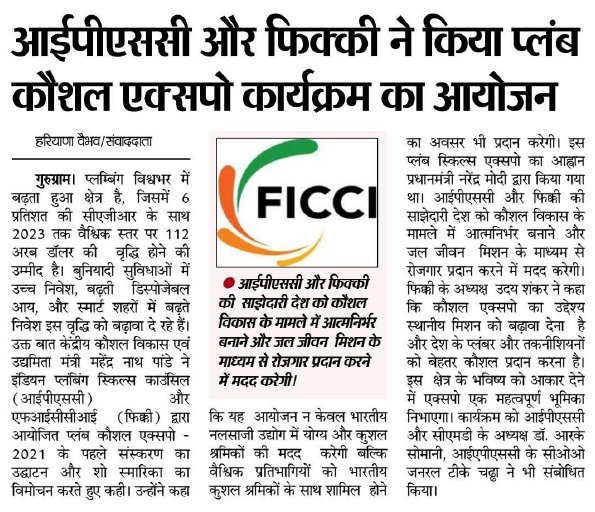 आईपीएससी और फिक्की ने किया प्लंब
कौशल एक्सपो कार्यक्रम का आयोजन
हरियाणा वैभव/संवाददाता
गुरुग्राम। प्लम्बिंग विश्वभर में
बढ़ता हुआ क्षेत्र है, जिसमें 6
प्रतिशत की सीएजीआर के साथ
2023 तक वैश्विक स्तर पर 112
अरब डॉलर की वृद्धि होने की
उम्मीद है। बुनियादी सुविधाओं में
उच्च निवेश, बढ़ती डिस्पोजेबल
आय, और स्मार्ट शहरों में बढ़ते
निवेश इस वृद्धि को बढ़ावा दे रहे हैं।
उक्त बात केंद्रीय कौशल विकास एवं
उद्यमिता मंत्री महेंद्र नाथ पांडे ने
इंडियन प्लंबिंग स्किल्स काउंसिल
(आईपीएससी) और
एफआईसीसीआई (फिक्की) द्वारा
आयोजित प्लंब कौशल एक्सपो -
2021 के पहले संस्करण का
उद्घाटन और शो स्मारिका का
विमोचन करते हुए कही। उन्होंने कहा
FICCI
● आईपीएससी और फिक्की
की साझेदारी देश को कौशल
विकास के मामले में आत्मनिर्भर
बनाने और जल जीवन मिशन के
माध्यम से रोजगार प्रदान करने
में मदद करेगी।
कि यह आयोजन न केवल भारतीय
नलसाजी उद्योग में योग्य और कुशल
श्रमिकों की मदद करेगी बल्कि
वैश्विक प्रतिभागियों को भारतीय
कुशल श्रमिकों के साथ शामिल होने
का अवसर भी प्रदान करेगी। इस
प्लंब स्किल्स एक्सपो का आह्वान
प्रधानमंत्री नरेंद्र मोदी द्वारा किया गया
था। आईपीएससी और फिक्की की
साझेदारी देश को कौशल विकास के
मामले में आत्मनिर्भर बनाने और
जल जीवन मिशन के माध्यम से
रोजगार प्रदान करने में मदद करेगी।
फिक्की के अध्यक्ष उदय शंकर ने कहा
कि कौशल एक्सपो का उद्देश्य
स्थानीय मिशन को बढ़ावा देना है
और देश के प्लंबर और तकनीशियनों
को बेहतर कौशल प्रदान करना है।
इस क्षेत्र के भविष्य को आकार देने
में एक्सपो एक महत्वपूर्ण भूमिका
निभाएगा। कार्यक्रम को आईपीएससी
और सीएमडी के अध्यक्ष डॉ. आरके
सोमानी, आईएपीएससी के सीओओ
जनरल टीके चढ्ढा ने भी संबोधित
किया।